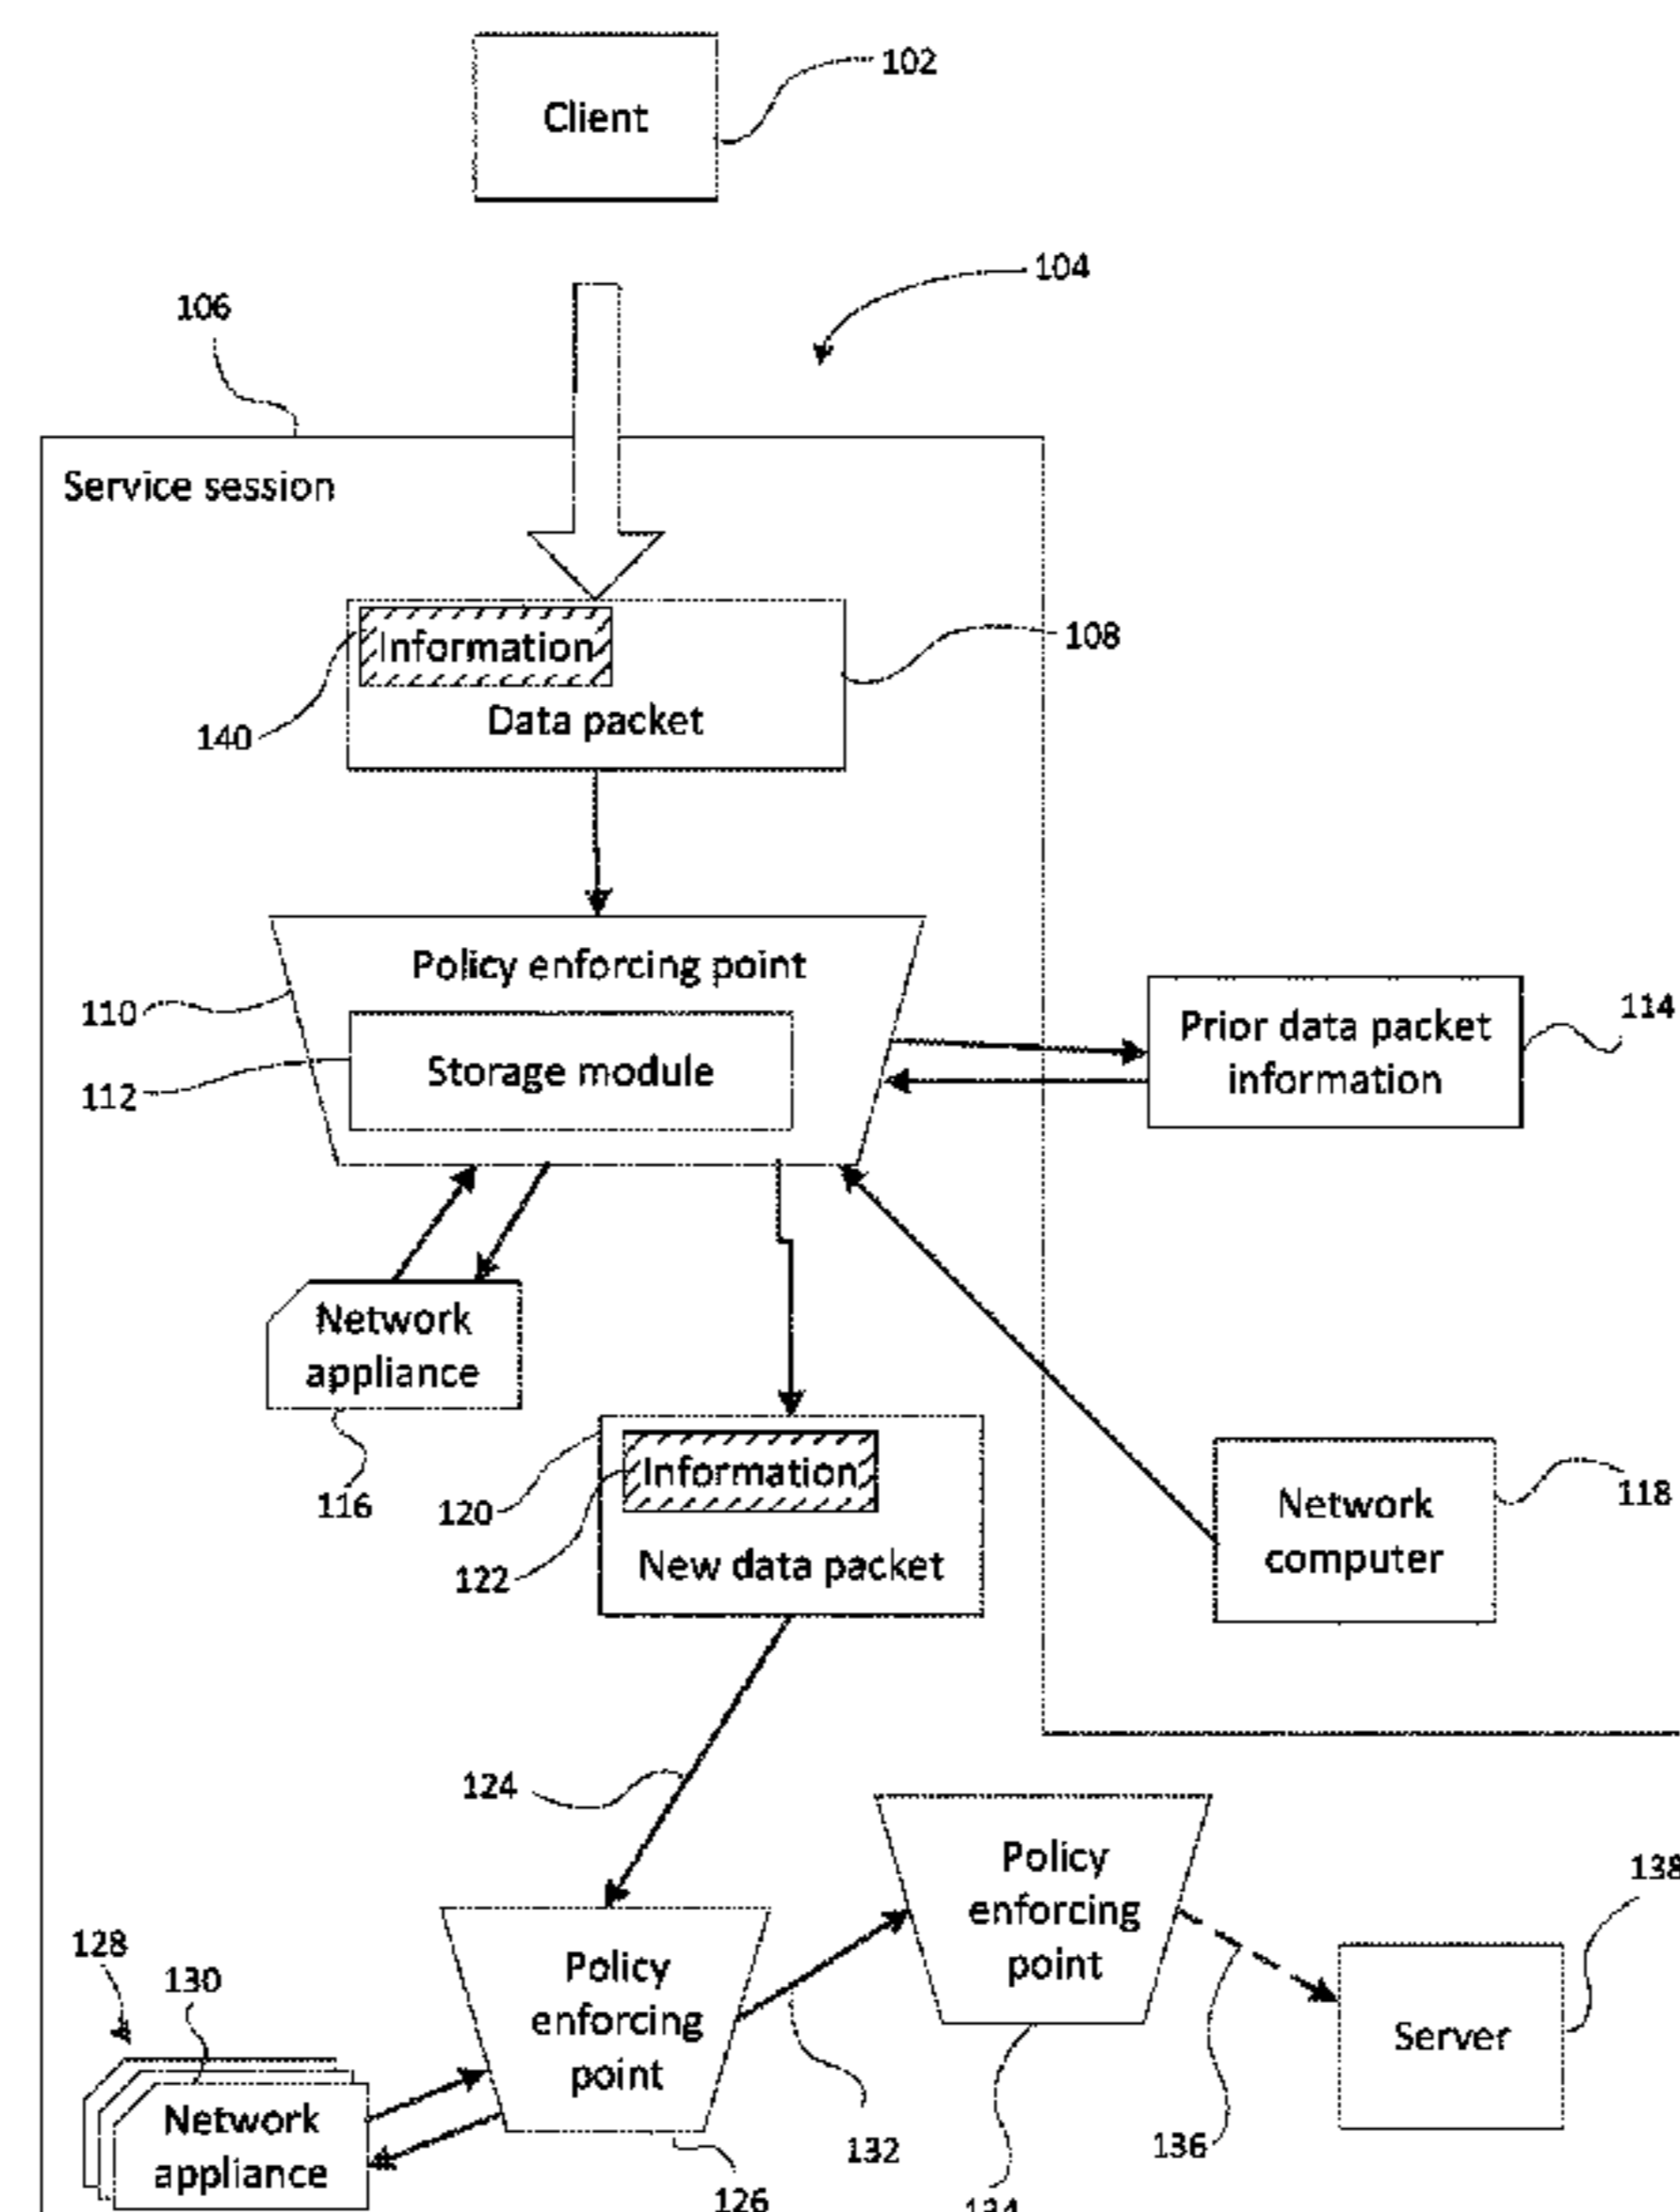 Client
102
104
106
Service session
Information
108
Data packet
140
Policy enforcing point
110
Storage module
112
Prior data packet
information
114
Network
appliance
116
Information
120
122
New data packet
Network
computer
118
124
Policy
enforcing
point
138
128
130
Policy
enforcing
point
Server
Network
appliance
132
136
126
134